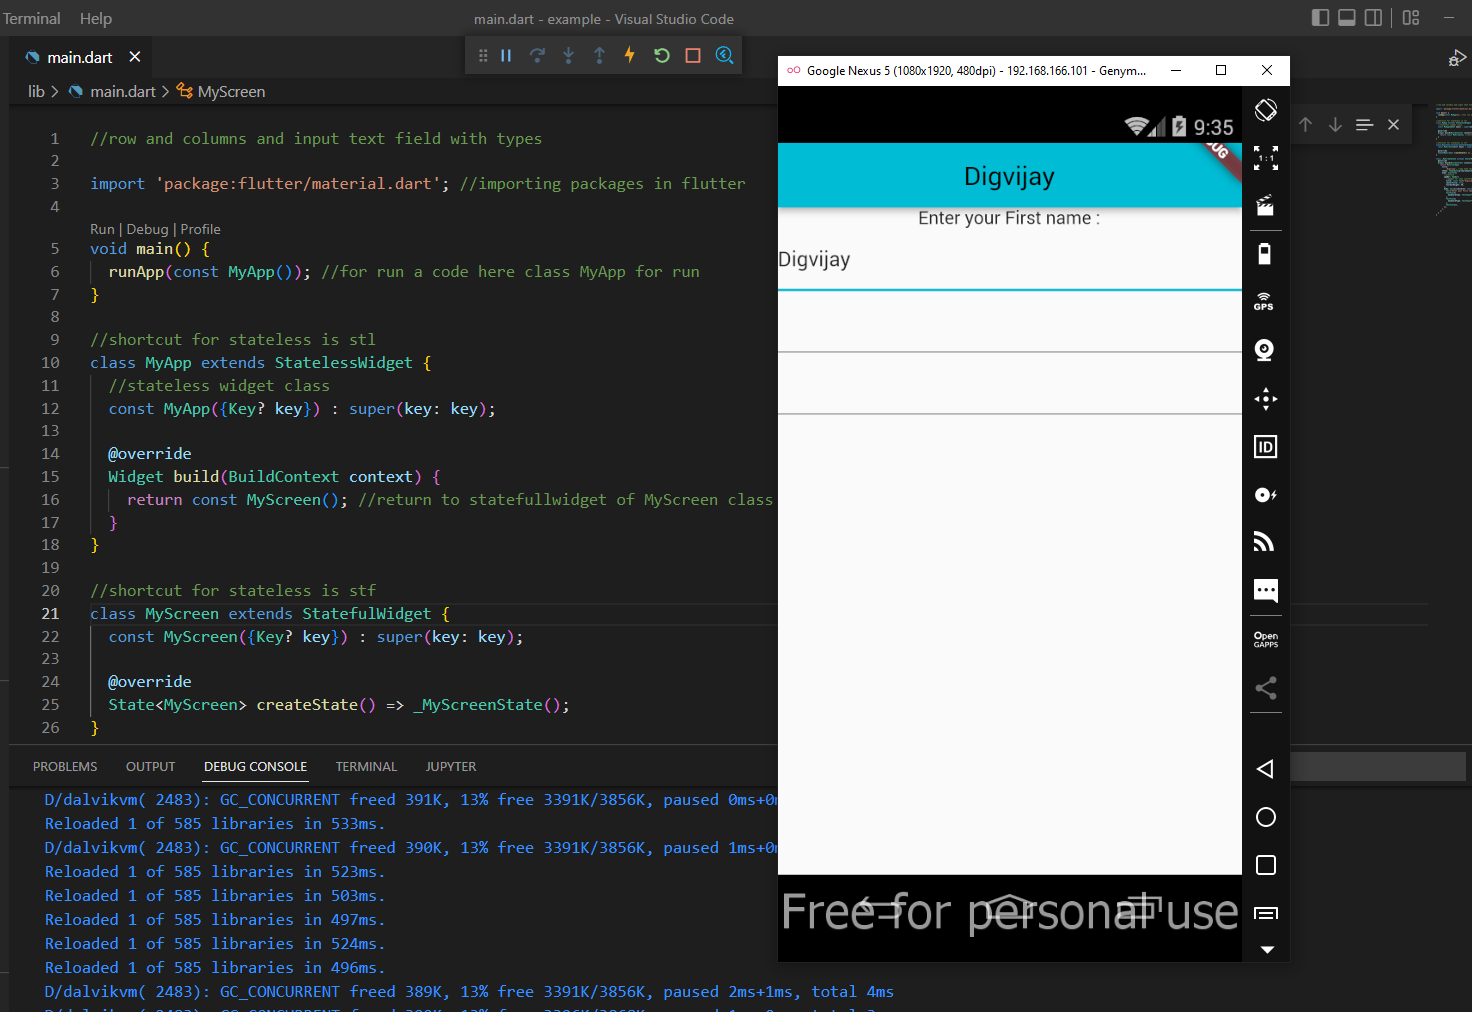 Terminal Help
main.dart - example - Visual Studio Code
main.dart
lib > main.dart > MyScreen
1 //row and columns and input text field with types
2
3 import 'package:flutter/material.dart'; //importing packages in flutter
4
Run | Debug | Profile
5 void main() {
6 runApp(const MyApp()); //for run a code here class MyApp for run
7 }
8
9 //shortcut for stateless is stl
10 class MyApp extends StatelessWidget {
11 //stateless widget class
12 const MyApp({Key? key}) : super(key: key);
13
14 @override
15 Widget build(BuildContext context) {
16 return const MyScreen(); //return to statefullwidget of MyScreen class
17 }
18 }
19
20 //shortcut for stateless is stf
21 class MyScreen extends StatefulWidget {
22 const MyScreen({Key? key}) : super(key: key);
23
24 @override
25 State<MyScreen> createState() => _MyScreenState();
26 }
PROBLEMS OUTPUT DEBUG CONSOLE TERMINAL JUPYTER
D/dalvikvm( 2483): GC_CONCURRENT freed 391K, 13% free 3391K/3856K, paused 0ms+0m
Reloaded 1 of 585 libraries in 533ms.
D/dalvikvm( 2483): GC_CONCURRENT freed 390K, 13% free 3391K/3856K, paused 1ms+0m
Reloaded 1 of 585 libraries in 523ms.
Reloaded 1 of 585 libraries in 503ms.
Reloaded 1 of 585 libraries in 497ms.
Reloaded 1 of 585 libraries in 524ms.
Reloaded 1 of 585 libraries in 496ms.
D/dalvikvm( 2483): GC_CONCURRENT freed 389K, 13% free 3391K/3856K, paused 2ms+1ms, total 4ms
Google Nexus 5 (1080x1920, 480dpi) - 192.168.166.101 - Genym...
9:35
Digvijay
Enter your First name :
Digvijay
Free for personal use
1:1
GPS
ID
Open
GAPPS